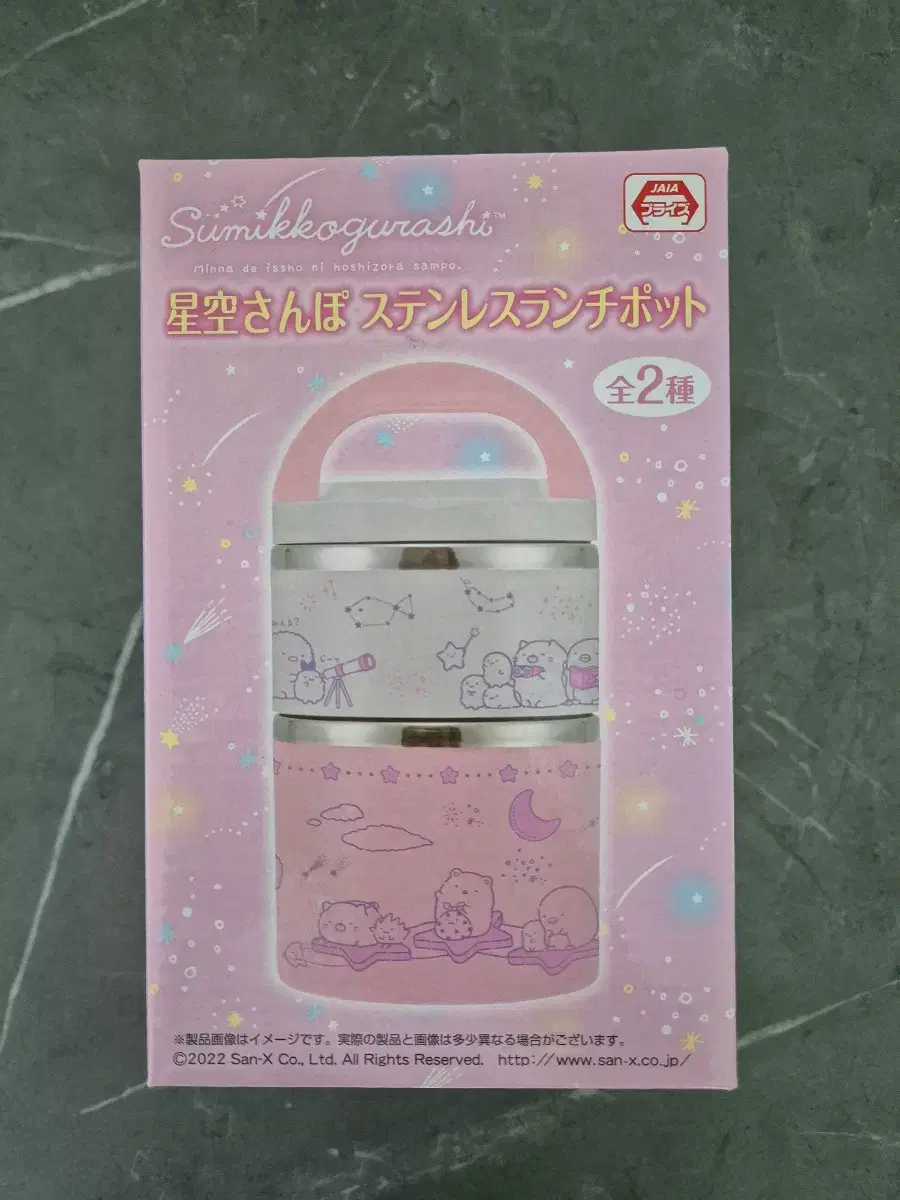 Sumikkogurashi™
Minna de issho ni hoshizora sampo.
JAIA
プライズ
星空さんぽ ステンレスランチポット
全2種
※製品画像はイメージです。実際の製品と画像は多少異なる場合がございます。
©2022 San-X Co., Ltd. All Rights Reserved. http://www.san-x.co.jp/